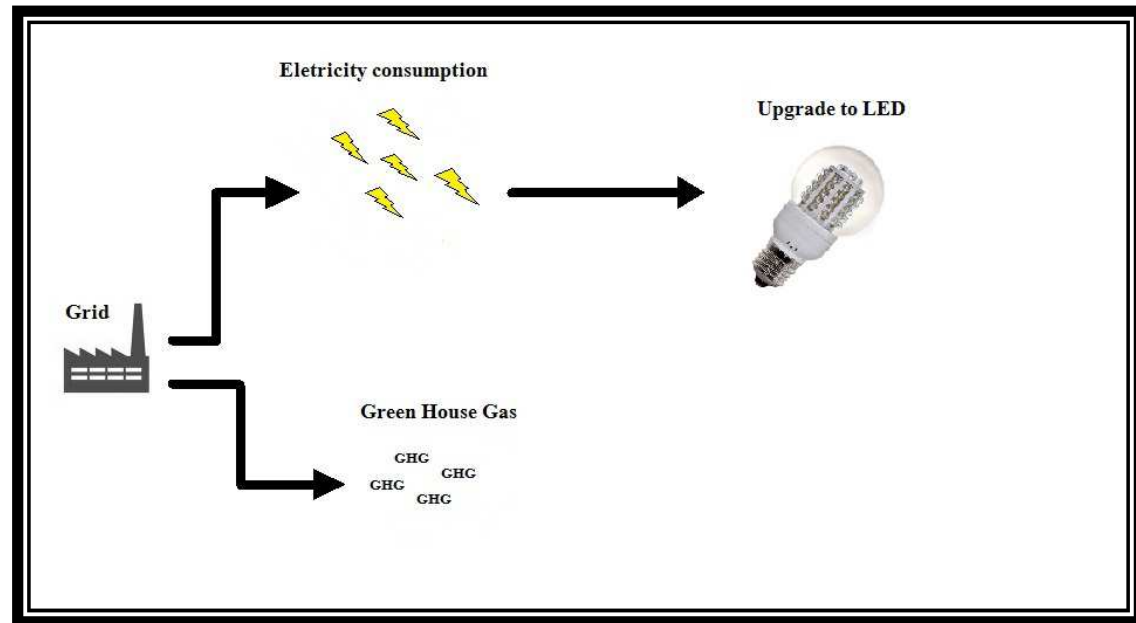 Eletricity consumption
Upgrade to LED
Grid
Green House Gas
GHG
GHG
GHG
GHG